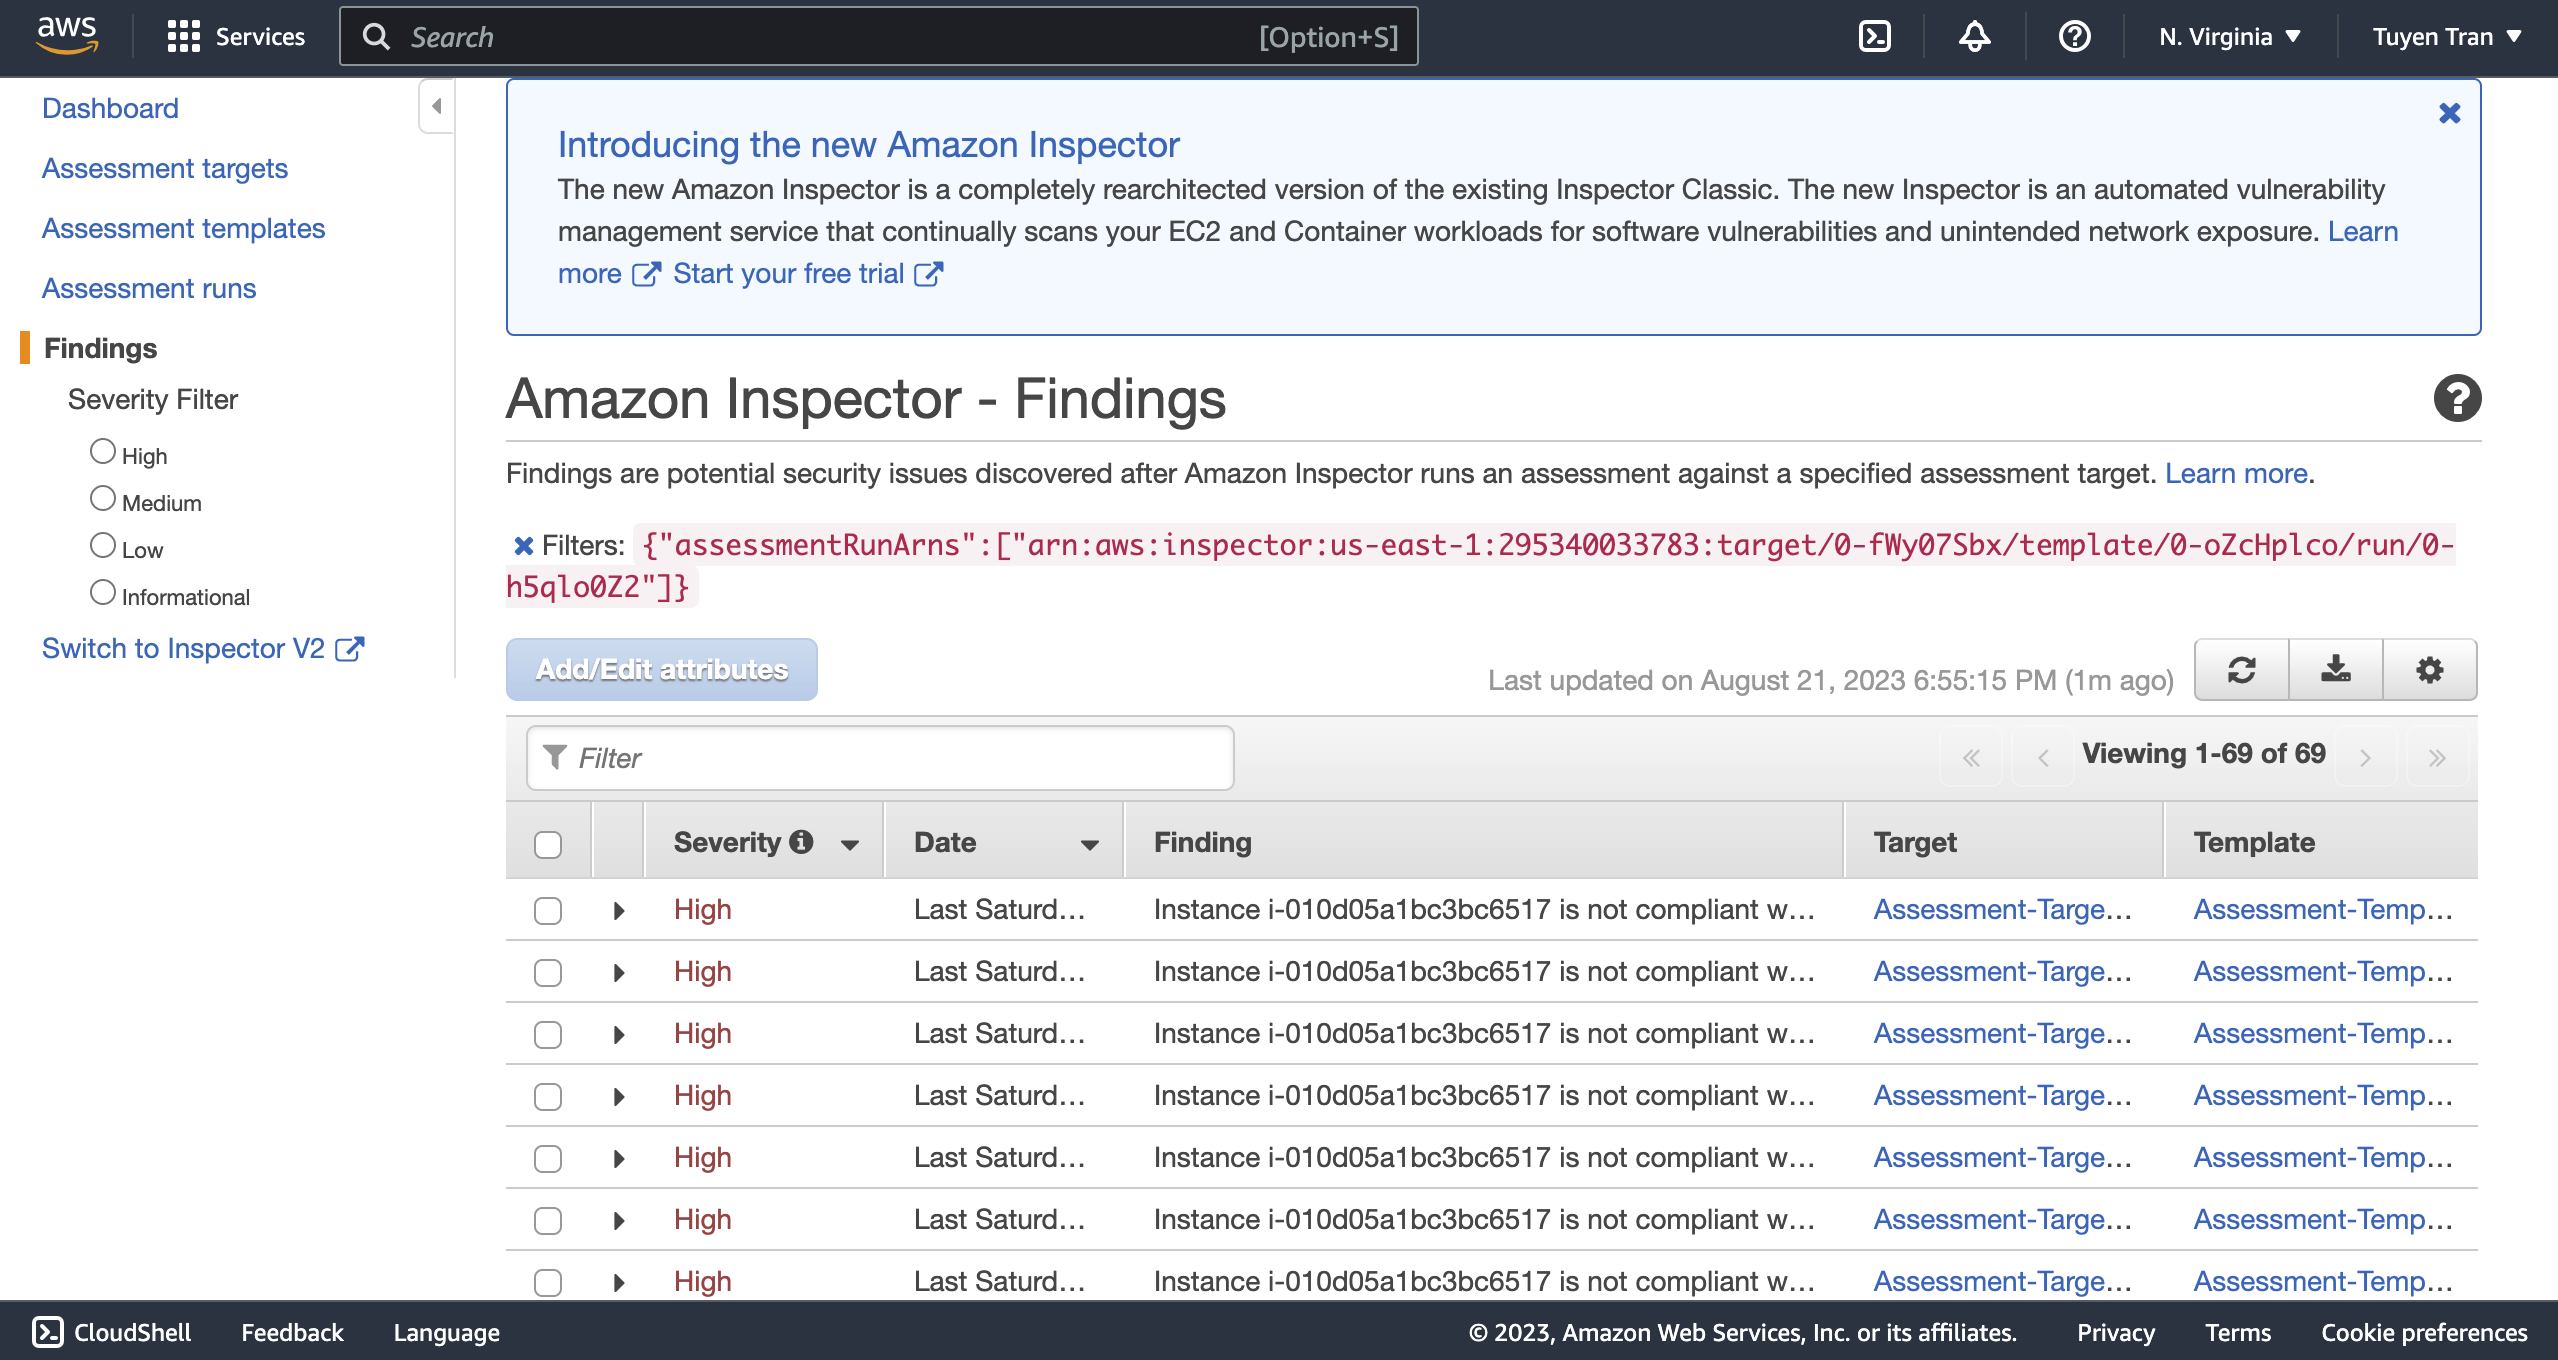 aws Services Search [Option+S] N. Virginia Tuyen Tran
Dashboard
Assessment targets
Assessment templates
Assessment runs
Findings
Severity Filter
High
Medium
Low
Informational
Switch to Inspector V2
Introducing the new Amazon Inspector
The new Amazon Inspector is a completely rearchitected version of the existing Inspector Classic. The new Inspector is an automated vulnerability
management service that continually scans your EC2 and Container workloads for software vulnerabilities and unintended network exposure. Learn
more Start your free trial
Amazon Inspector - Findings
Findings are potential security issues discovered after Amazon Inspector runs an assessment against a specified assessment target. Learn more.
Filters: {"assessmentRunArns":["arn:aws:inspector:us-east-1:295340033783:target/0-fWy07Sbx/template/0-oZcHplco/run/0-
h5qlo0Z2"]}
Add/Edit attributes Last updated on August 21, 2023 6:55:15 PM (1m ago)
Filter Viewing 1-69 of 69
Severity Date Finding Target Template
High Last Saturd... Instance i-010d05a1bc3bc6517 is not compliant w... Assessment-Targe... Assessment-Temp...
High Last Saturd... Instance i-010d05a1bc3bc6517 is not compliant w... Assessment-Targe... Assessment-Temp...
High Last Saturd... Instance i-010d05a1bc3bc6517 is not compliant w... Assessment-Targe... Assessment-Temp...
High Last Saturd... Instance i-010d05a1bc3bc6517 is not compliant w... Assessment-Targe... Assessment-Temp...
High Last Saturd... Instance i-010d05a1bc3bc6517 is not compliant w... Assessment-Targe... Assessment-Temp...
High Last Saturd... Instance i-010d05a1bc3bc6517 is not compliant w... Assessment-Targe... Assessment-Temp...
High Last Saturd... Instance i-010d05a1bc3bc6517 is not compliant w... Assessment-Targe... Assessment-Temp...
CloudShell Feedback Language © 2023, Amazon Web Services, Inc. or its affiliates. Privacy Terms Cookie preferences